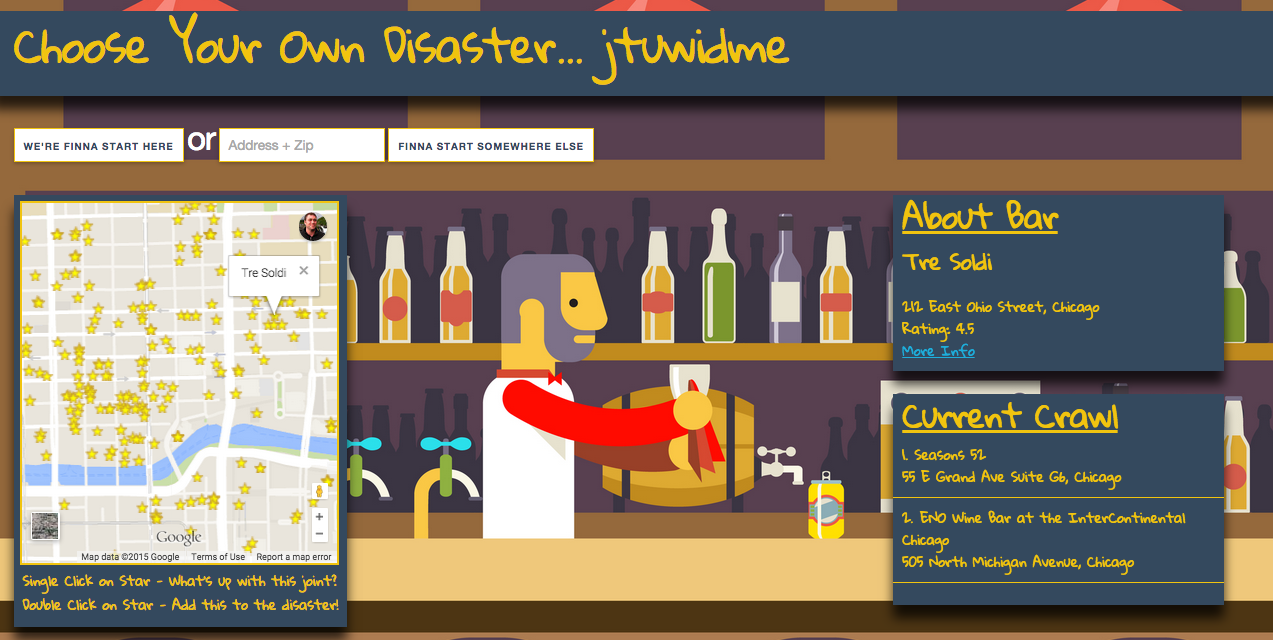 Choose Your Own Disaster... jtuwidme
WE'RE FINNA START HERE or Address + Zip FINNA START SOMEWHERE ELSE
Tre Soldi ×
Google
Map data ©2015 Google Terms of Use Report a map error
Single Click on Star - What's up with this joint?
Double Click on Star - Add this to the disaster!
About Bar
Tre Soldi
212 East Ohio Street, Chicago
Rating: 4.5
More Info
Current Crawl
1. Seasons 52
55 E Grand Ave Suite G6, Chicago
2. ENO Wine Bar at the InterContinental
Chicago
505 North Michigan Avenue, Chicago